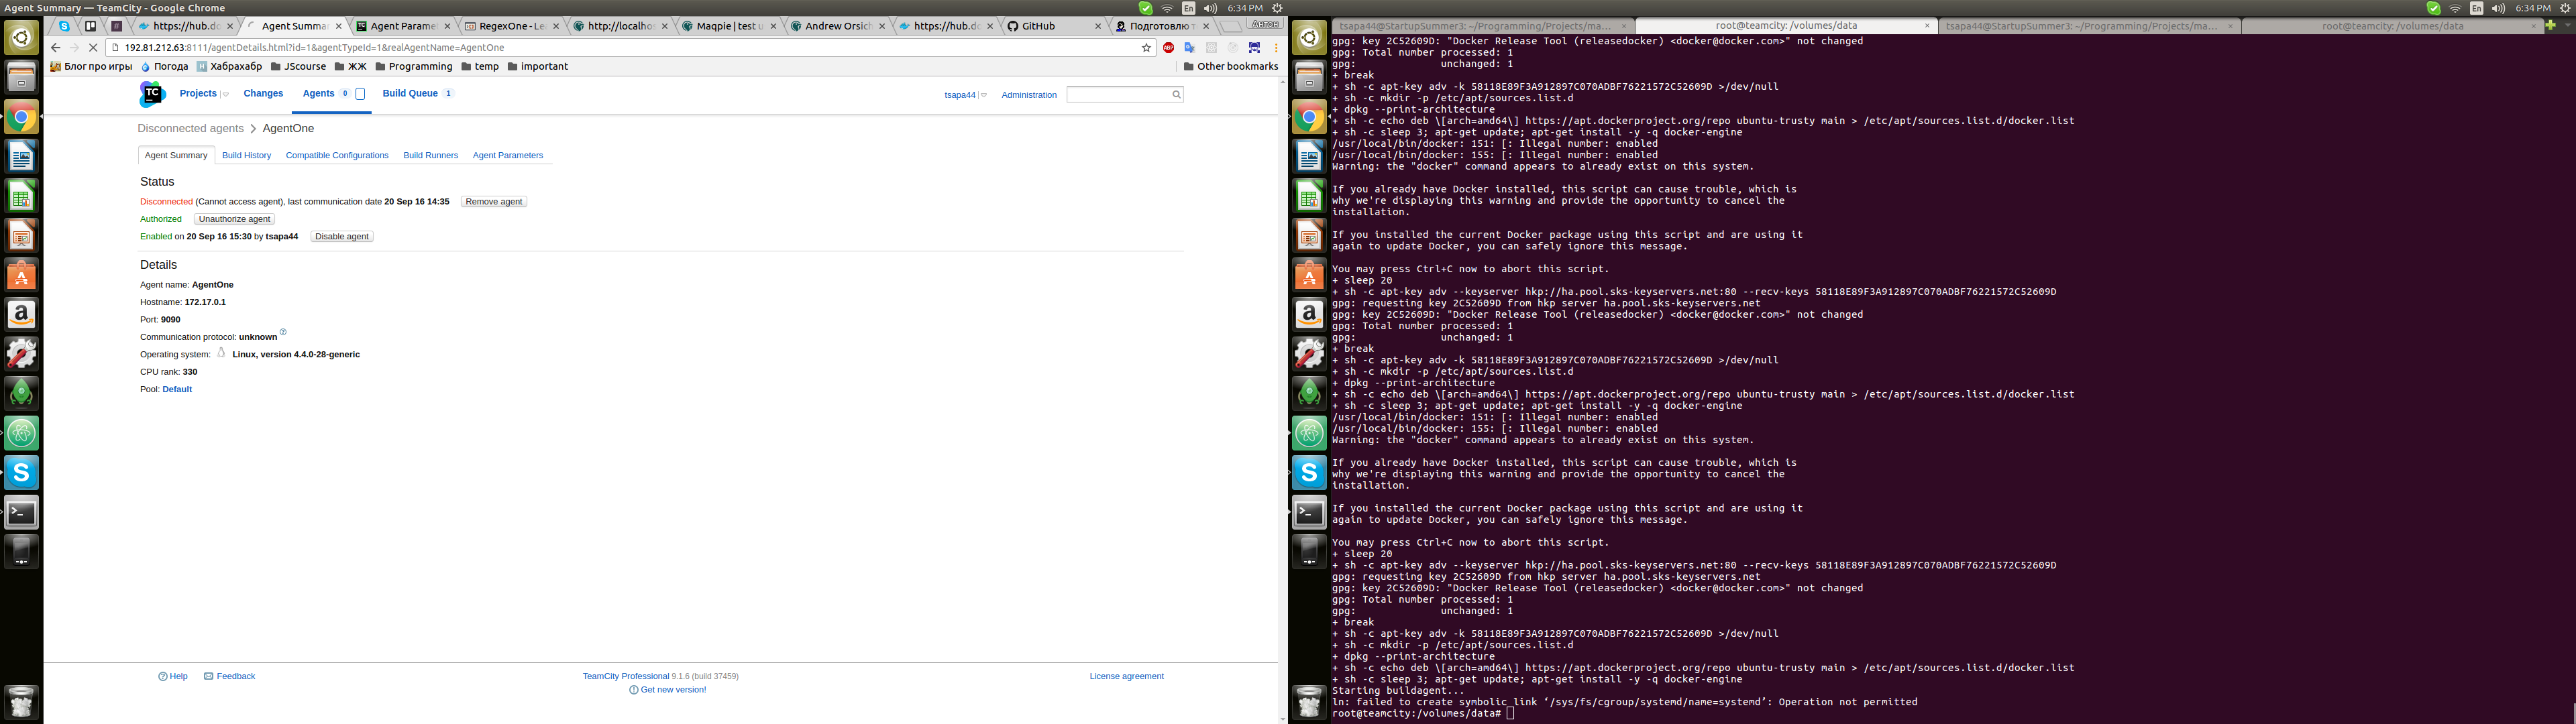 Agent Summary — TeamCity - Google Chrome
En 6:34 PM
https://hub.do
Agent Summar
Agent Paramet
RegexOne - Lea
http://localhos
Maqpie | test u
Andrew Orsich
https://hub.do
GitHub
Подготовлю т
Антон
192.81.212.63:8111/agentDetails.html?id=1&agentTypeId=1&realAgentName=AgentOne
Блог про игры Погода Хабрахабр JScourse ЖЖ Programming temp important Other bookmarks
Projects Changes Agents 0 Build Queue 1 tsapa44 Administration
Disconnected agents > AgentOne
Agent Summary Build History Compatible Configurations Build Runners Agent Parameters
Status
Disconnected (Cannot access agent), last communication date 20 Sep 16 14:35 Remove agent
Authorized Unauthorize agent
Enabled on 20 Sep 16 15:30 by tsapa44 Disable agent
Details
Agent name: AgentOne
Hostname: 172.17.0.1
Port: 9090
Communication protocol: unknown
Operating system: Linux, version 4.4.0-28-generic
CPU rank: 330
Pool: Default
Help Feedback TeamCity Professional 9.1.6 (build 37459) License agreement
Get new version!
En 6:34 PM
tsapa44@StartupSummer3: ~/Programming/Projects/ma...
root@teamcity: /volumes/data
tsapa44@StartupSummer3: ~/Programming/Projects/ma...
root@teamcity: /volumes/data
gpg: key 2C52609D: "Docker Release Tool (releasedocker) <docker@docker.com>" not changed
gpg: Total number processed: 1
gpg:              unchanged: 1
+ break
+ sh -c apt-key adv -k 58118E89F3A912897C070ADBF76221572C52609D >/dev/null
+ sh -c mkdir -p /etc/apt/sources.list.d
+ dpkg --print-architecture
+ sh -c echo deb \[arch=amd64\] https://apt.dockerproject.org/repo ubuntu-trusty main > /etc/apt/sources.list.d/docker.list
+ sh -c sleep 3; apt-get update; apt-get install -y -q docker-engine
/usr/local/bin/docker: 151: [: Illegal number: enabled
/usr/local/bin/docker: 155: [: Illegal number: enabled
Warning: the "docker" command appears to already exist on this system.
If you already have Docker installed, this script can cause trouble, which is
why we're displaying this warning and provide the opportunity to cancel the
installation.
If you installed the current Docker package using this script and are using it
again to update Docker, you can safely ignore this message.
You may press Ctrl+C now to abort this script.
+ sleep 20
+ sh -c apt-key adv --keyserver hkp://ha.pool.sks-keyservers.net:80 --recv-keys 58118E89F3A912897C070ADBF76221572C52609D
gpg: requesting key 2C52609D from hkp server ha.pool.sks-keyservers.net
gpg: key 2C52609D: "Docker Release Tool (releasedocker) <docker@docker.com>" not changed
gpg: Total number processed: 1
gpg:              unchanged: 1
+ break
+ sh -c apt-key adv -k 58118E89F3A912897C070ADBF76221572C52609D >/dev/null
+ sh -c mkdir -p /etc/apt/sources.list.d
+ dpkg --print-architecture
+ sh -c echo deb \[arch=amd64\] https://apt.dockerproject.org/repo ubuntu-trusty main > /etc/apt/sources.list.d/docker.list
+ sh -c sleep 3; apt-get update; apt-get install -y -q docker-engine
/usr/local/bin/docker: 151: [: Illegal number: enabled
/usr/local/bin/docker: 155: [: Illegal number: enabled
Warning: the "docker" command appears to already exist on this system.
If you already have Docker installed, this script can cause trouble, which is
why we're displaying this warning and provide the opportunity to cancel the
installation.
If you installed the current Docker package using this script and are using it
again to update Docker, you can safely ignore this message.
You may press Ctrl+C now to abort this script.
+ sleep 20
+ sh -c apt-key adv --keyserver hkp://ha.pool.sks-keyservers.net:80 --recv-keys 58118E89F3A912897C070ADBF76221572C52609D
gpg: requesting key 2C52609D from hkp server ha.pool.sks-keyservers.net
gpg: key 2C52609D: "Docker Release Tool (releasedocker) <docker@docker.com>" not changed
gpg: Total number processed: 1
gpg:              unchanged: 1
+ break
+ sh -c apt-key adv -k 58118E89F3A912897C070ADBF76221572C52609D >/dev/null
+ sh -c mkdir -p /etc/apt/sources.list.d
+ dpkg --print-architecture
+ sh -c echo deb \[arch=amd64\] https://apt.dockerproject.org/repo ubuntu-trusty main > /etc/apt/sources.list.d/docker.list
+ sh -c sleep 3; apt-get update; apt-get install -y -q docker-engine
Starting buildagent...
ln: failed to create symbolic link ‘/sys/fs/cgroup/systemd/name=systemd’: Operation not permitted
root@teamcity:/volumes/data#